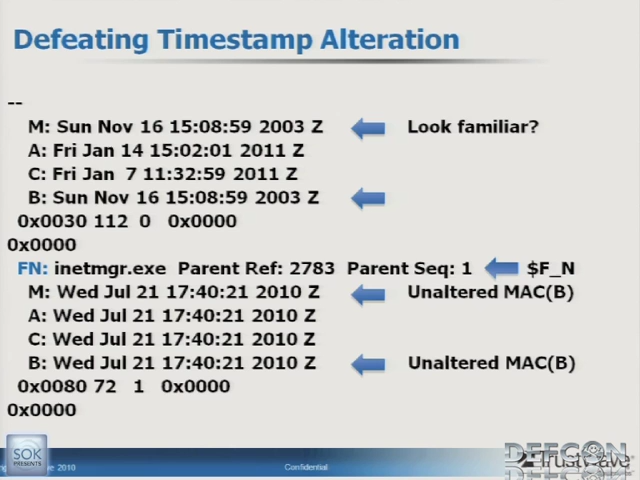 Defeating Timestamp Alteration
--
M: Sun Nov 16 15:08:59 2003 Z Look familiar?
A: Fri Jan 14 15:02:01 2011 Z
C: Fri Jan 7 11:32:59 2011 Z
B: Sun Nov 16 15:08:59 2003 Z
0x0030 112 0 0x0000
0x0000
FN: inetmgr.exe Parent Ref: 2783 Parent Seq: 1 $F_N
M: Wed Jul 21 17:40:21 2010 Z Unaltered MAC(B)
A: Wed Jul 21 17:40:21 2010 Z
C: Wed Jul 21 17:40:21 2010 Z
B: Wed Jul 21 17:40:21 2010 Z Unaltered MAC(B)
0x0080 72 1 0x0000
0x0000
SOK
PRESENTS
2010
Confidential
DEFCON
Trustwave